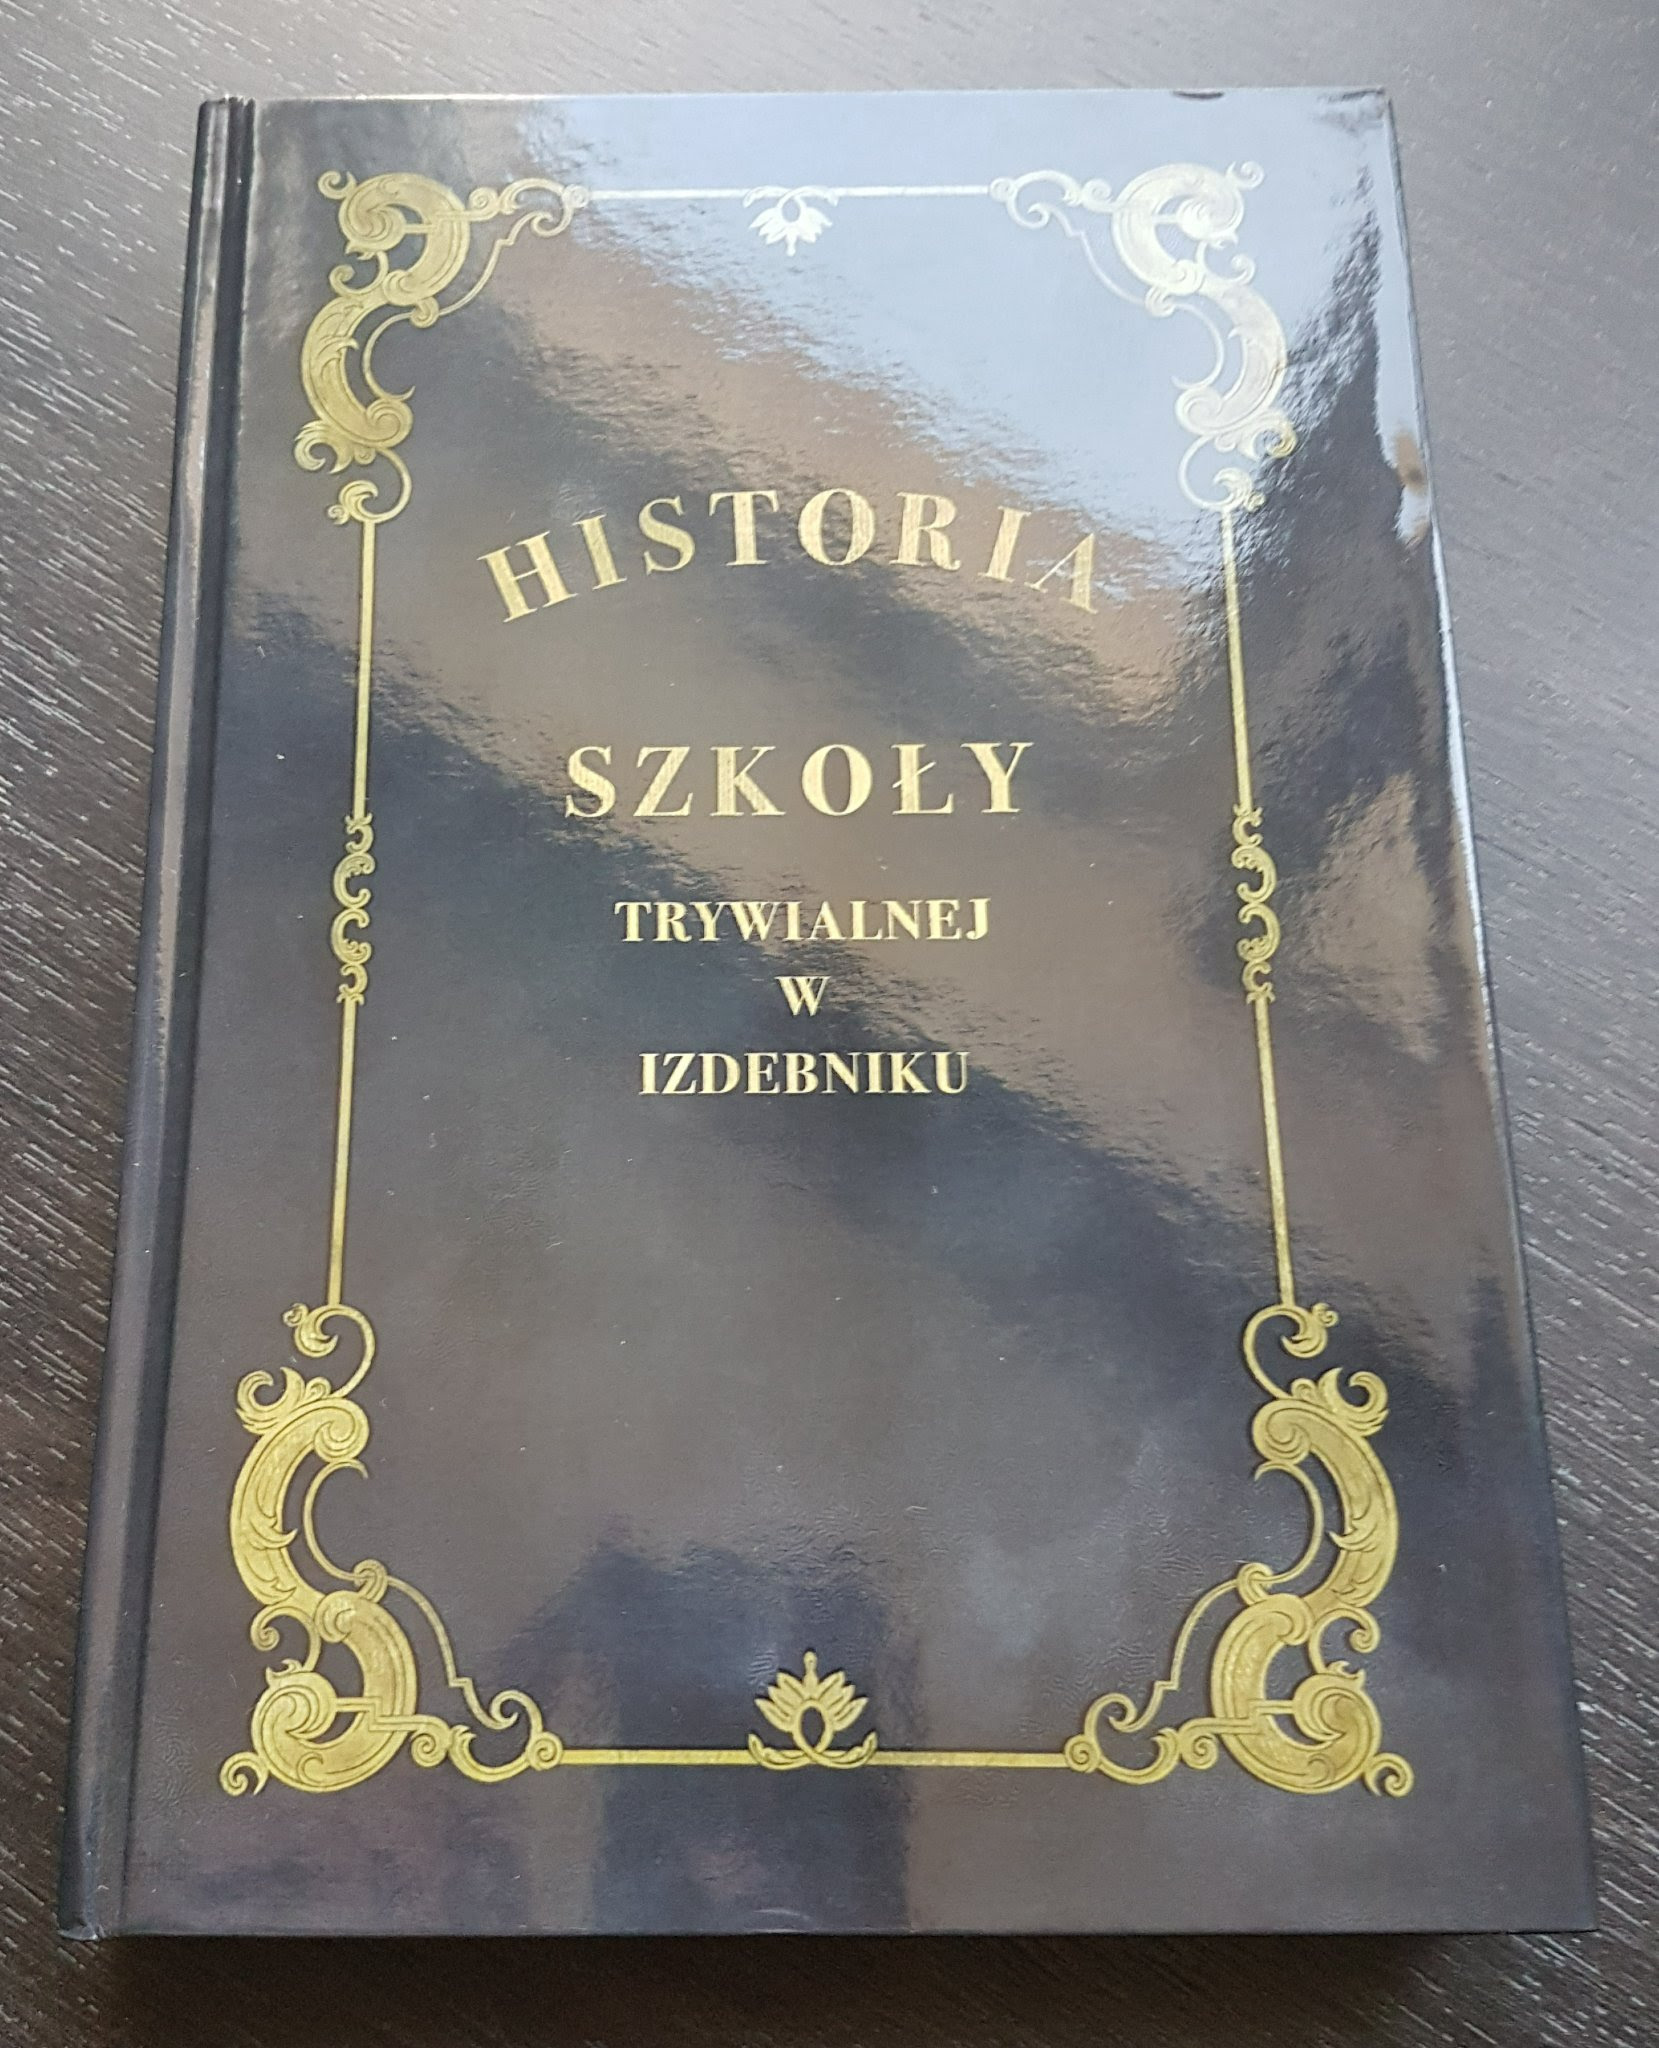 HISTORIA
SZKOŁY
TRYWIALNEJ
W
IZDEBNIKU